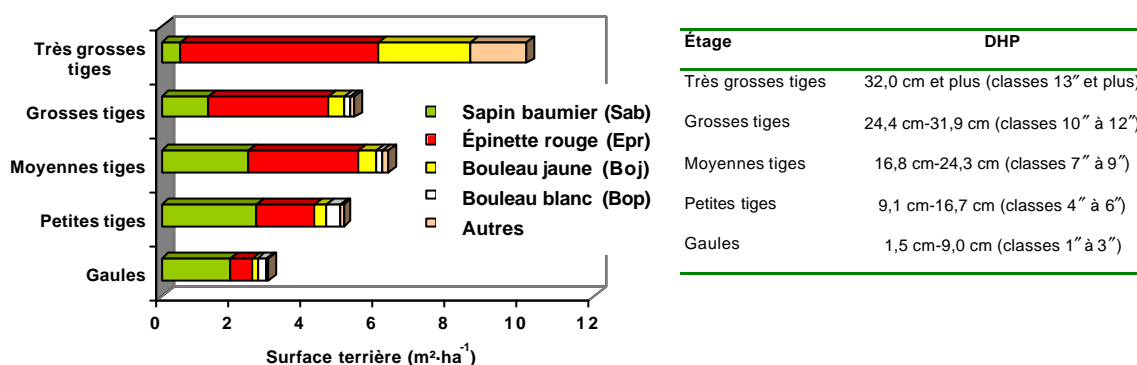 Très grosses
tiges
Grosses tiges
Moyennes tiges
Petites tiges
Gaules
0 2 4 6 8 10 12
Surface terrière (m²·ha⁻¹)
Sapin baumier (Sab)
Épinette rouge (Epr)
Bouleau jaune (Boj)
Bouleau blanc (Bop)
Autres
Étage DHP
Très grosses tiges 32,0 cm et plus (classes 13″ et plus)
Grosses tiges 24,4 cm-31,9 cm (classes 10″ à 12″)
Moyennes tiges 16,8 cm-24,3 cm (classes 7″ à 9″)
Petites tiges 9,1 cm-16,7 cm (classes 4″ à 6″)
Gaules 1,5 cm-9,0 cm (classes 1″ à 3″)